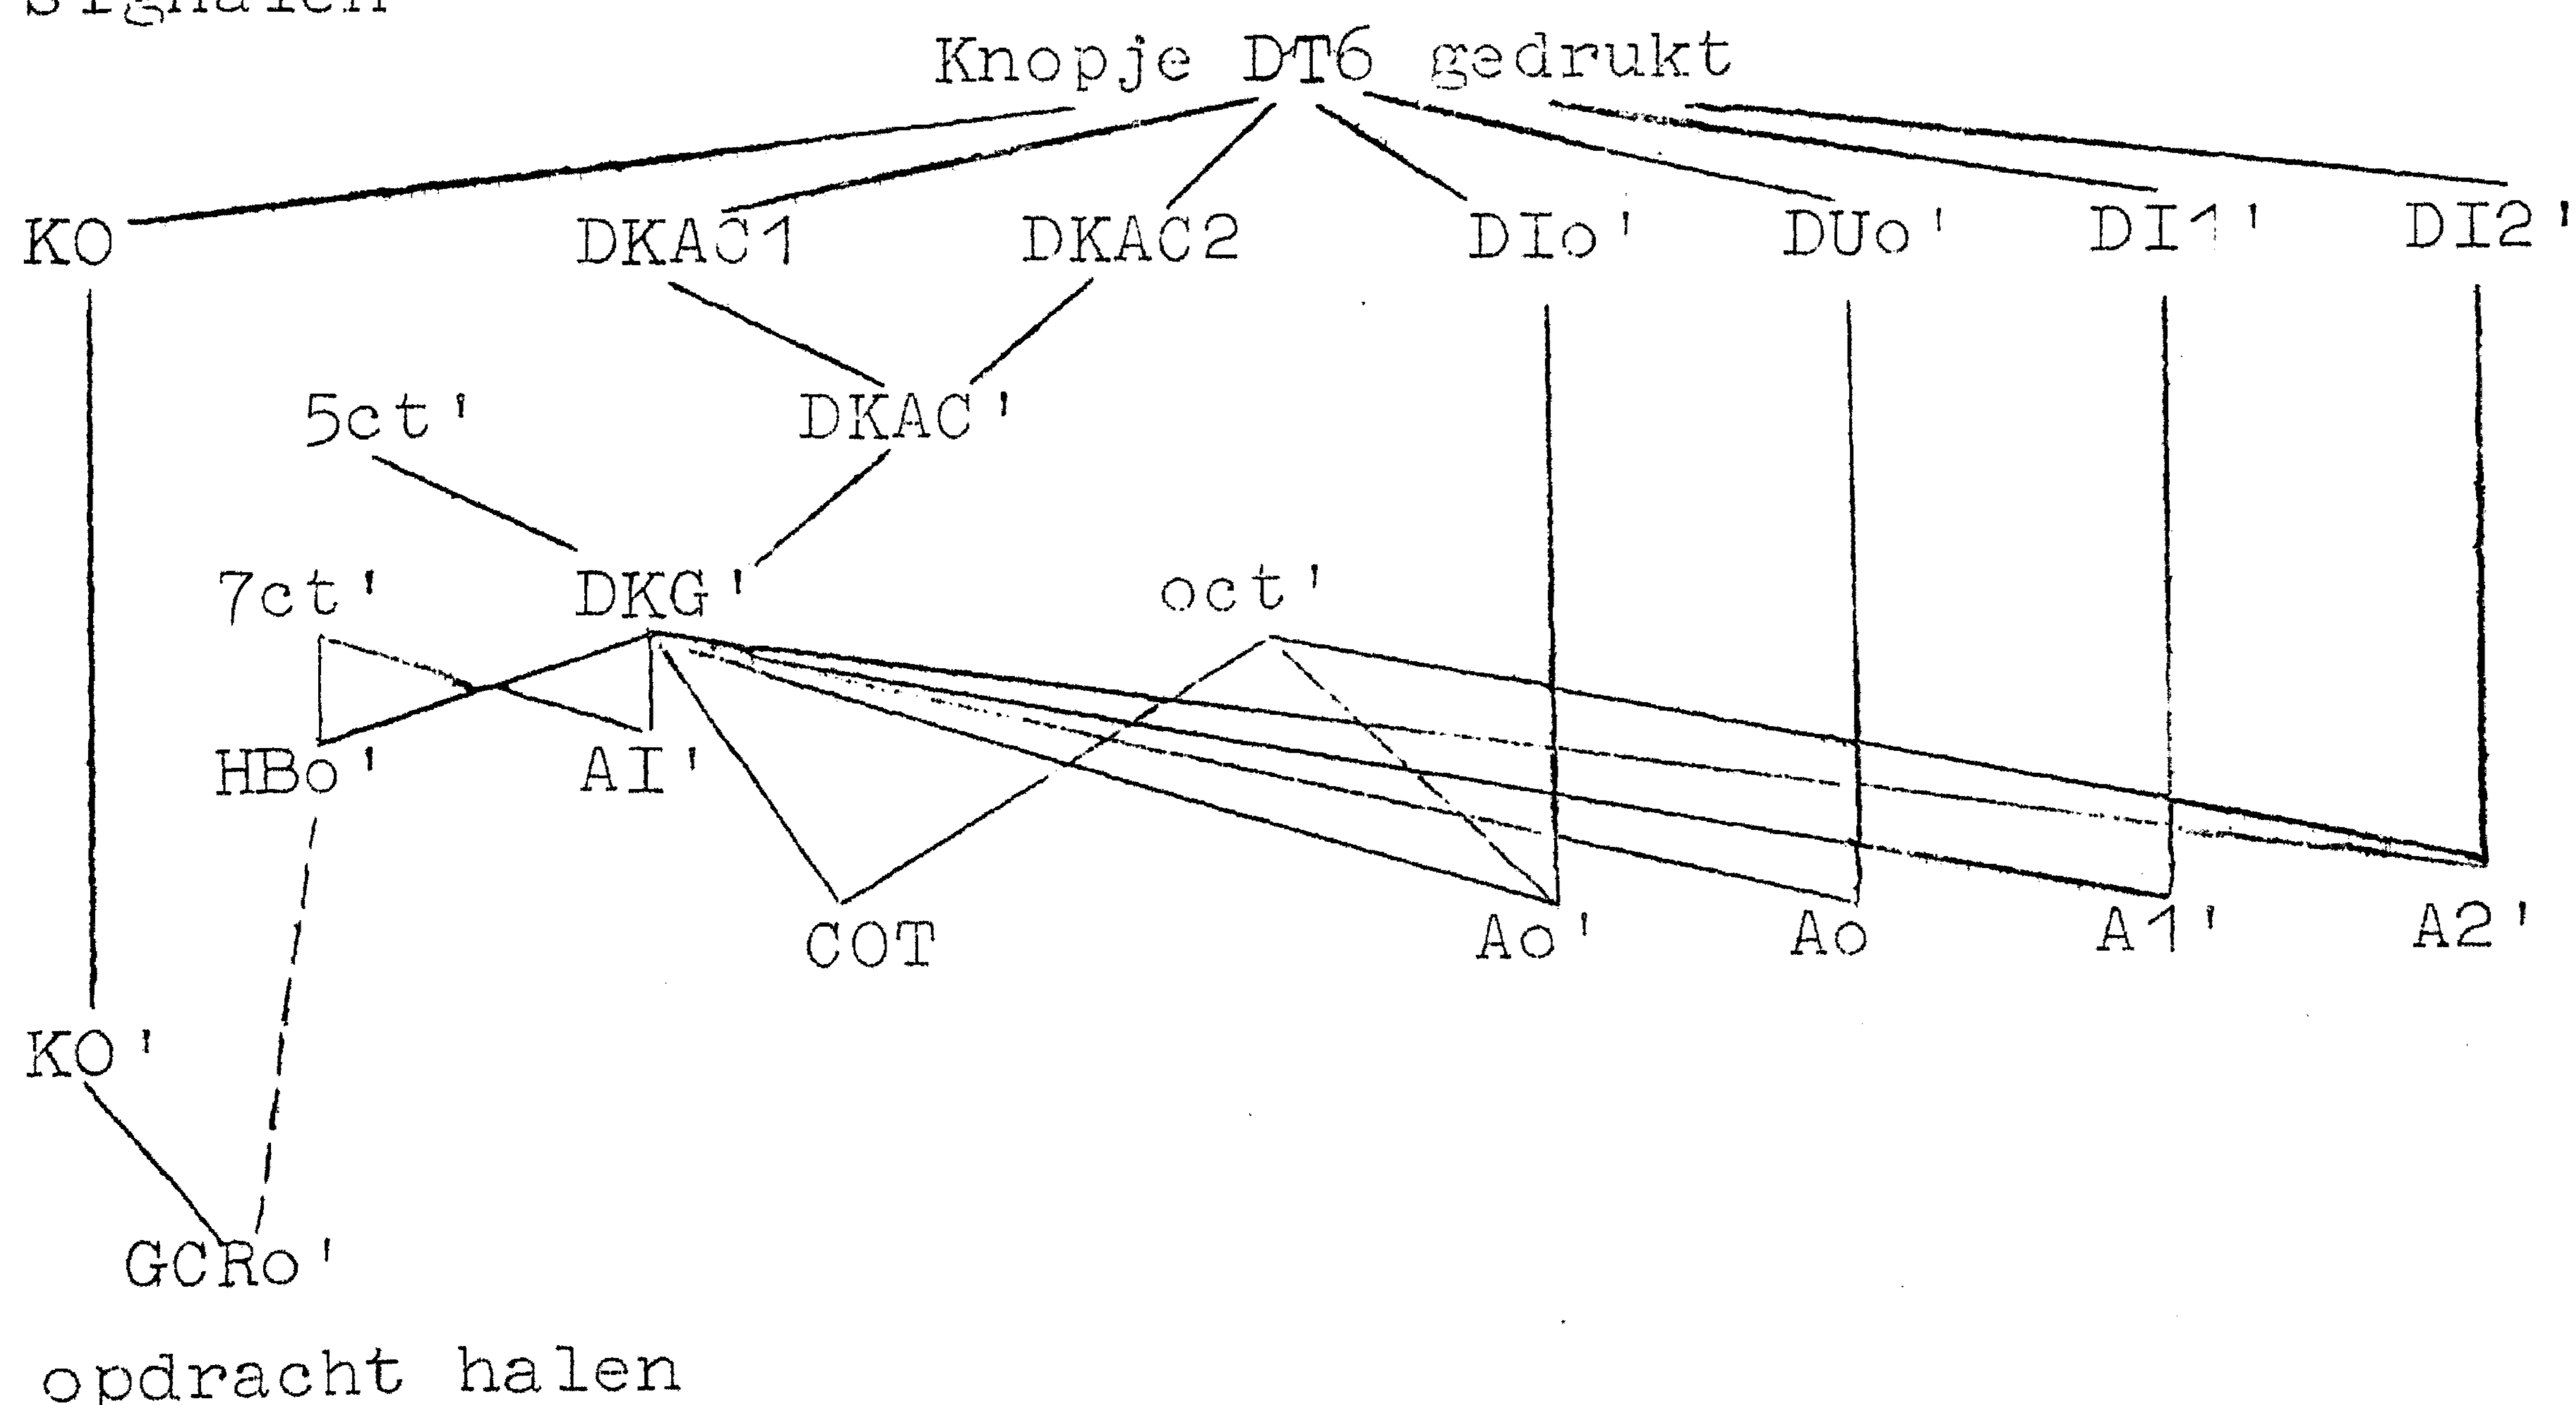 signalen
Knopje DT6 gedrukt
KO DKAC1 DKAC2 DIo' DUo' DI1' DI2'
5ct' DKAC'
7ct' DKG' oct'
HBo' AI'
COT Ao' Ao A1' A2'
KO'
GCRo'
opdracht halen